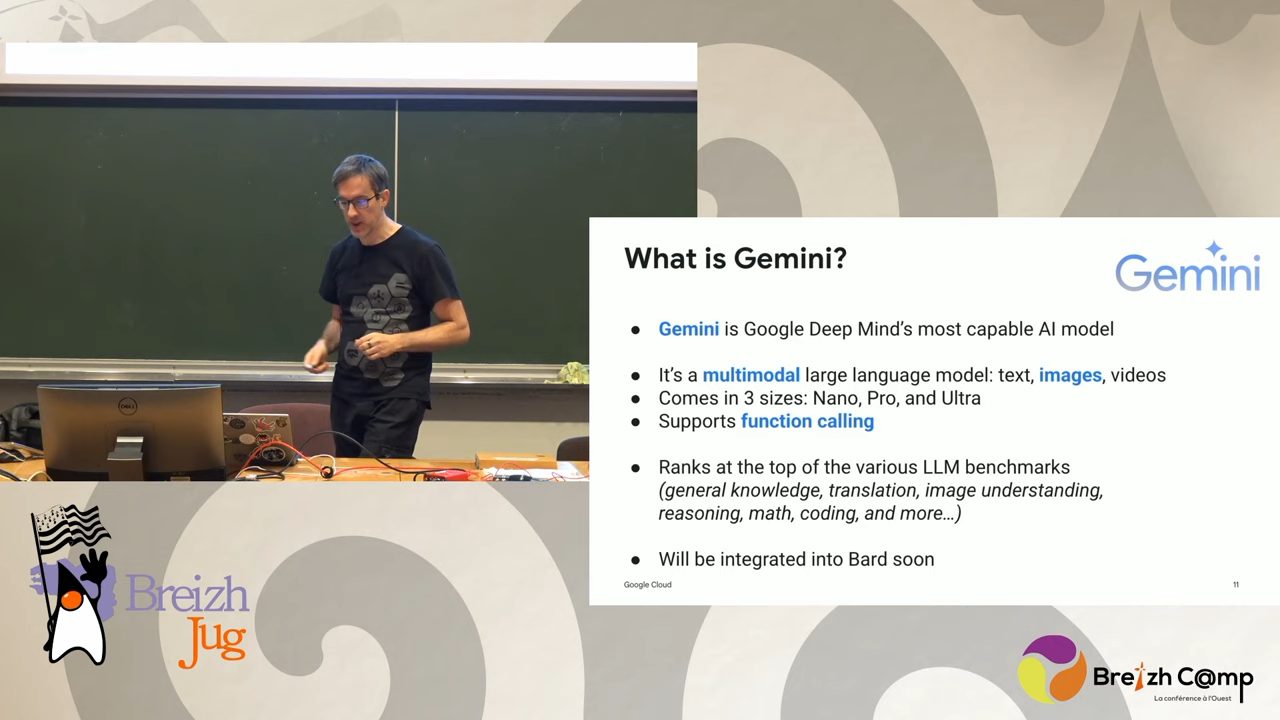 DELL
What is Gemini?
Gemini
● Gemini is Google Deep Mind's most capable AI model
● It's a multimodal large language model: text, images, videos
● Comes in 3 sizes: Nano, Pro, and Ultra
● Supports function calling
● Ranks at the top of the various LLM benchmarks
(general knowledge, translation, image understanding,
reasoning, math, coding, and more…)
● Will be integrated into Bard soon
Google Cloud
11
Breizh
Jug
Breizh C@mp
La conférence à l'Ouest